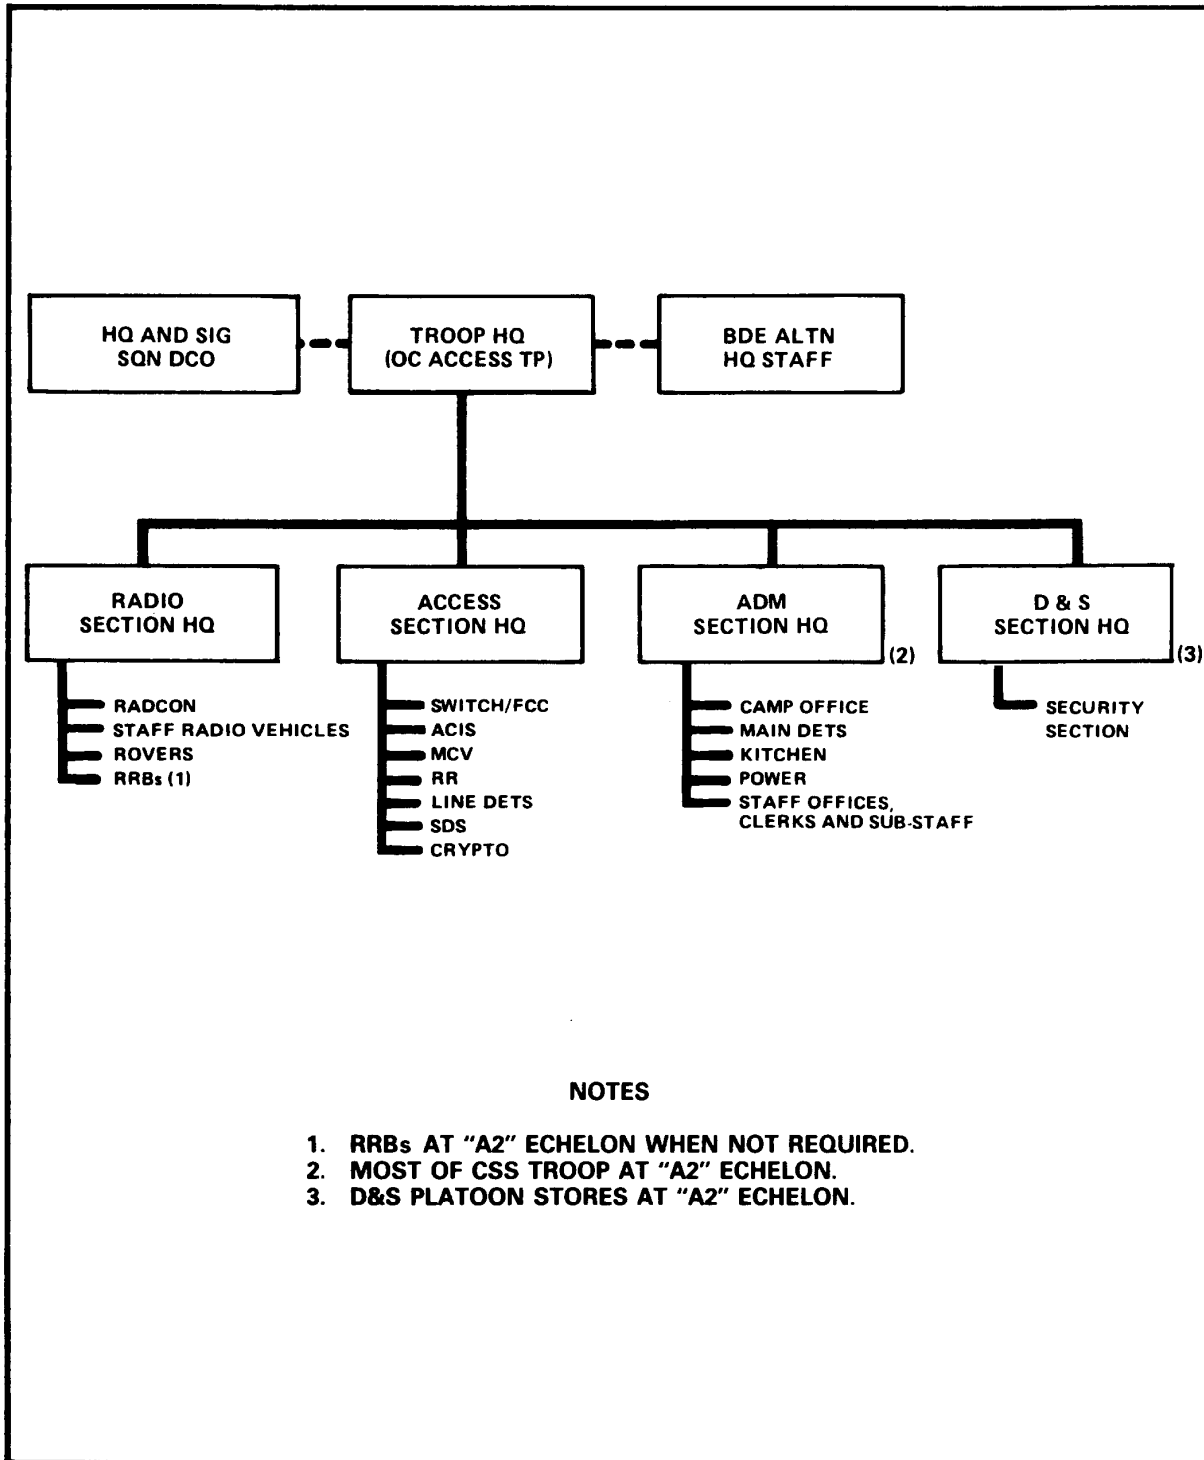 HQ AND SIG
SQN DCO
TROOP HQ
(OC ACCESS TP)
BDE ALTN
HQ STAFF
RADIO
SECTION HQ
RADCON
STAFF RADIO VEHICLES
ROVERS
RRBs (1)
ACCESS
SECTION HQ
SWITCH/FCC
ACIS
MCV
RR
LINE DETS
SDS
CRYPTO
ADM
SECTION HQ
(2)
CAMP OFFICE
MAIN DETS
KITCHEN
POWER
STAFF OFFICES,
CLERKS AND SUB-STAFF
D & S
SECTION HQ
(3)
SECURITY
SECTION
NOTES
1. RRBs AT "A2" ECHELON WHEN NOT REQUIRED.
2. MOST OF CSS TROOP AT "A2" ECHELON.
3. D&S PLATOON STORES AT "A2" ECHELON.